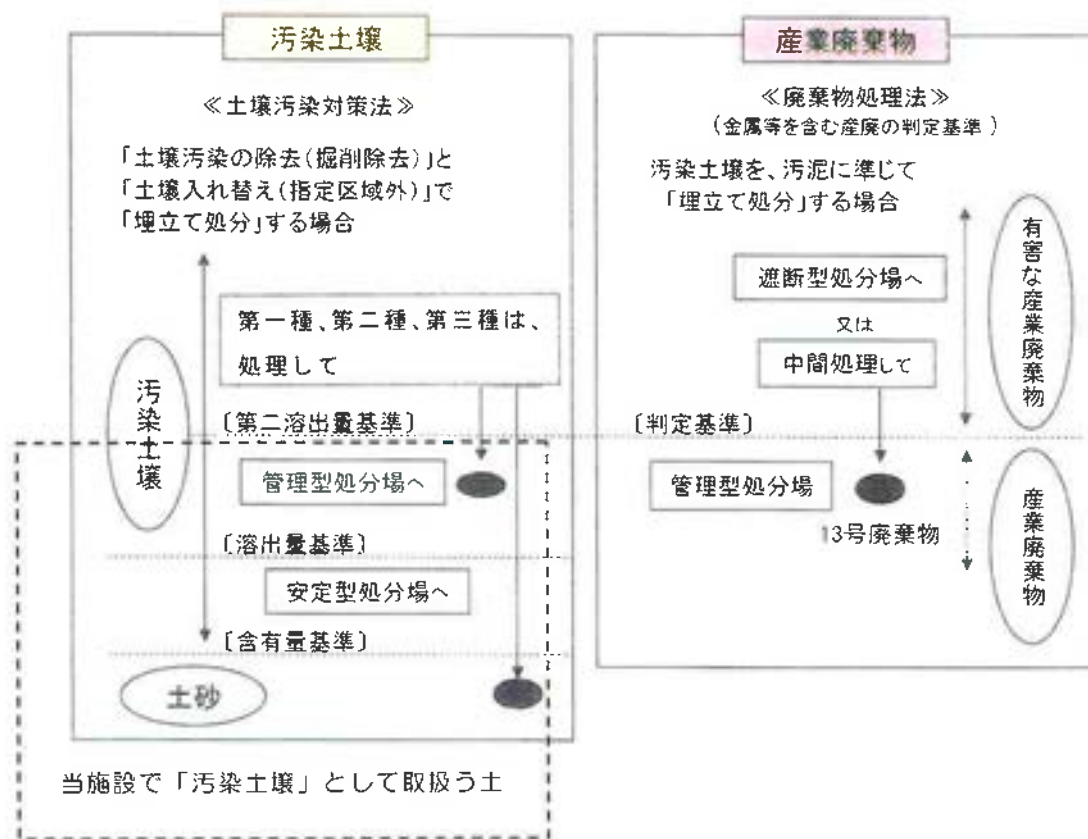 汚染土壌
≪土壌汚染対策法≫
「土壌汚染の除去(掘削除去)」と
「土壌入れ替え(指定区域外)」で
「埋立て処分」する場合
第一種、第二種、第三種は、
処理して
汚染土壌
〔第二溶出量基準〕
管理型処分場へ
〔溶出量基準〕
安定型処分場へ
〔含有量基準〕
土砂
当施設で「汚染土壌」として取扱う土
産業廃棄物
≪廃棄物処理法≫
(金属等を含む産廃の判定基準)
汚染土壌を、汚泥に準じて
「埋立て処分」する場合
有害な産業廃棄物
遮断型処分場へ
又は
中間処理して
〔判定基準〕
管理型処分場
13号廃棄物
産業廃棄物